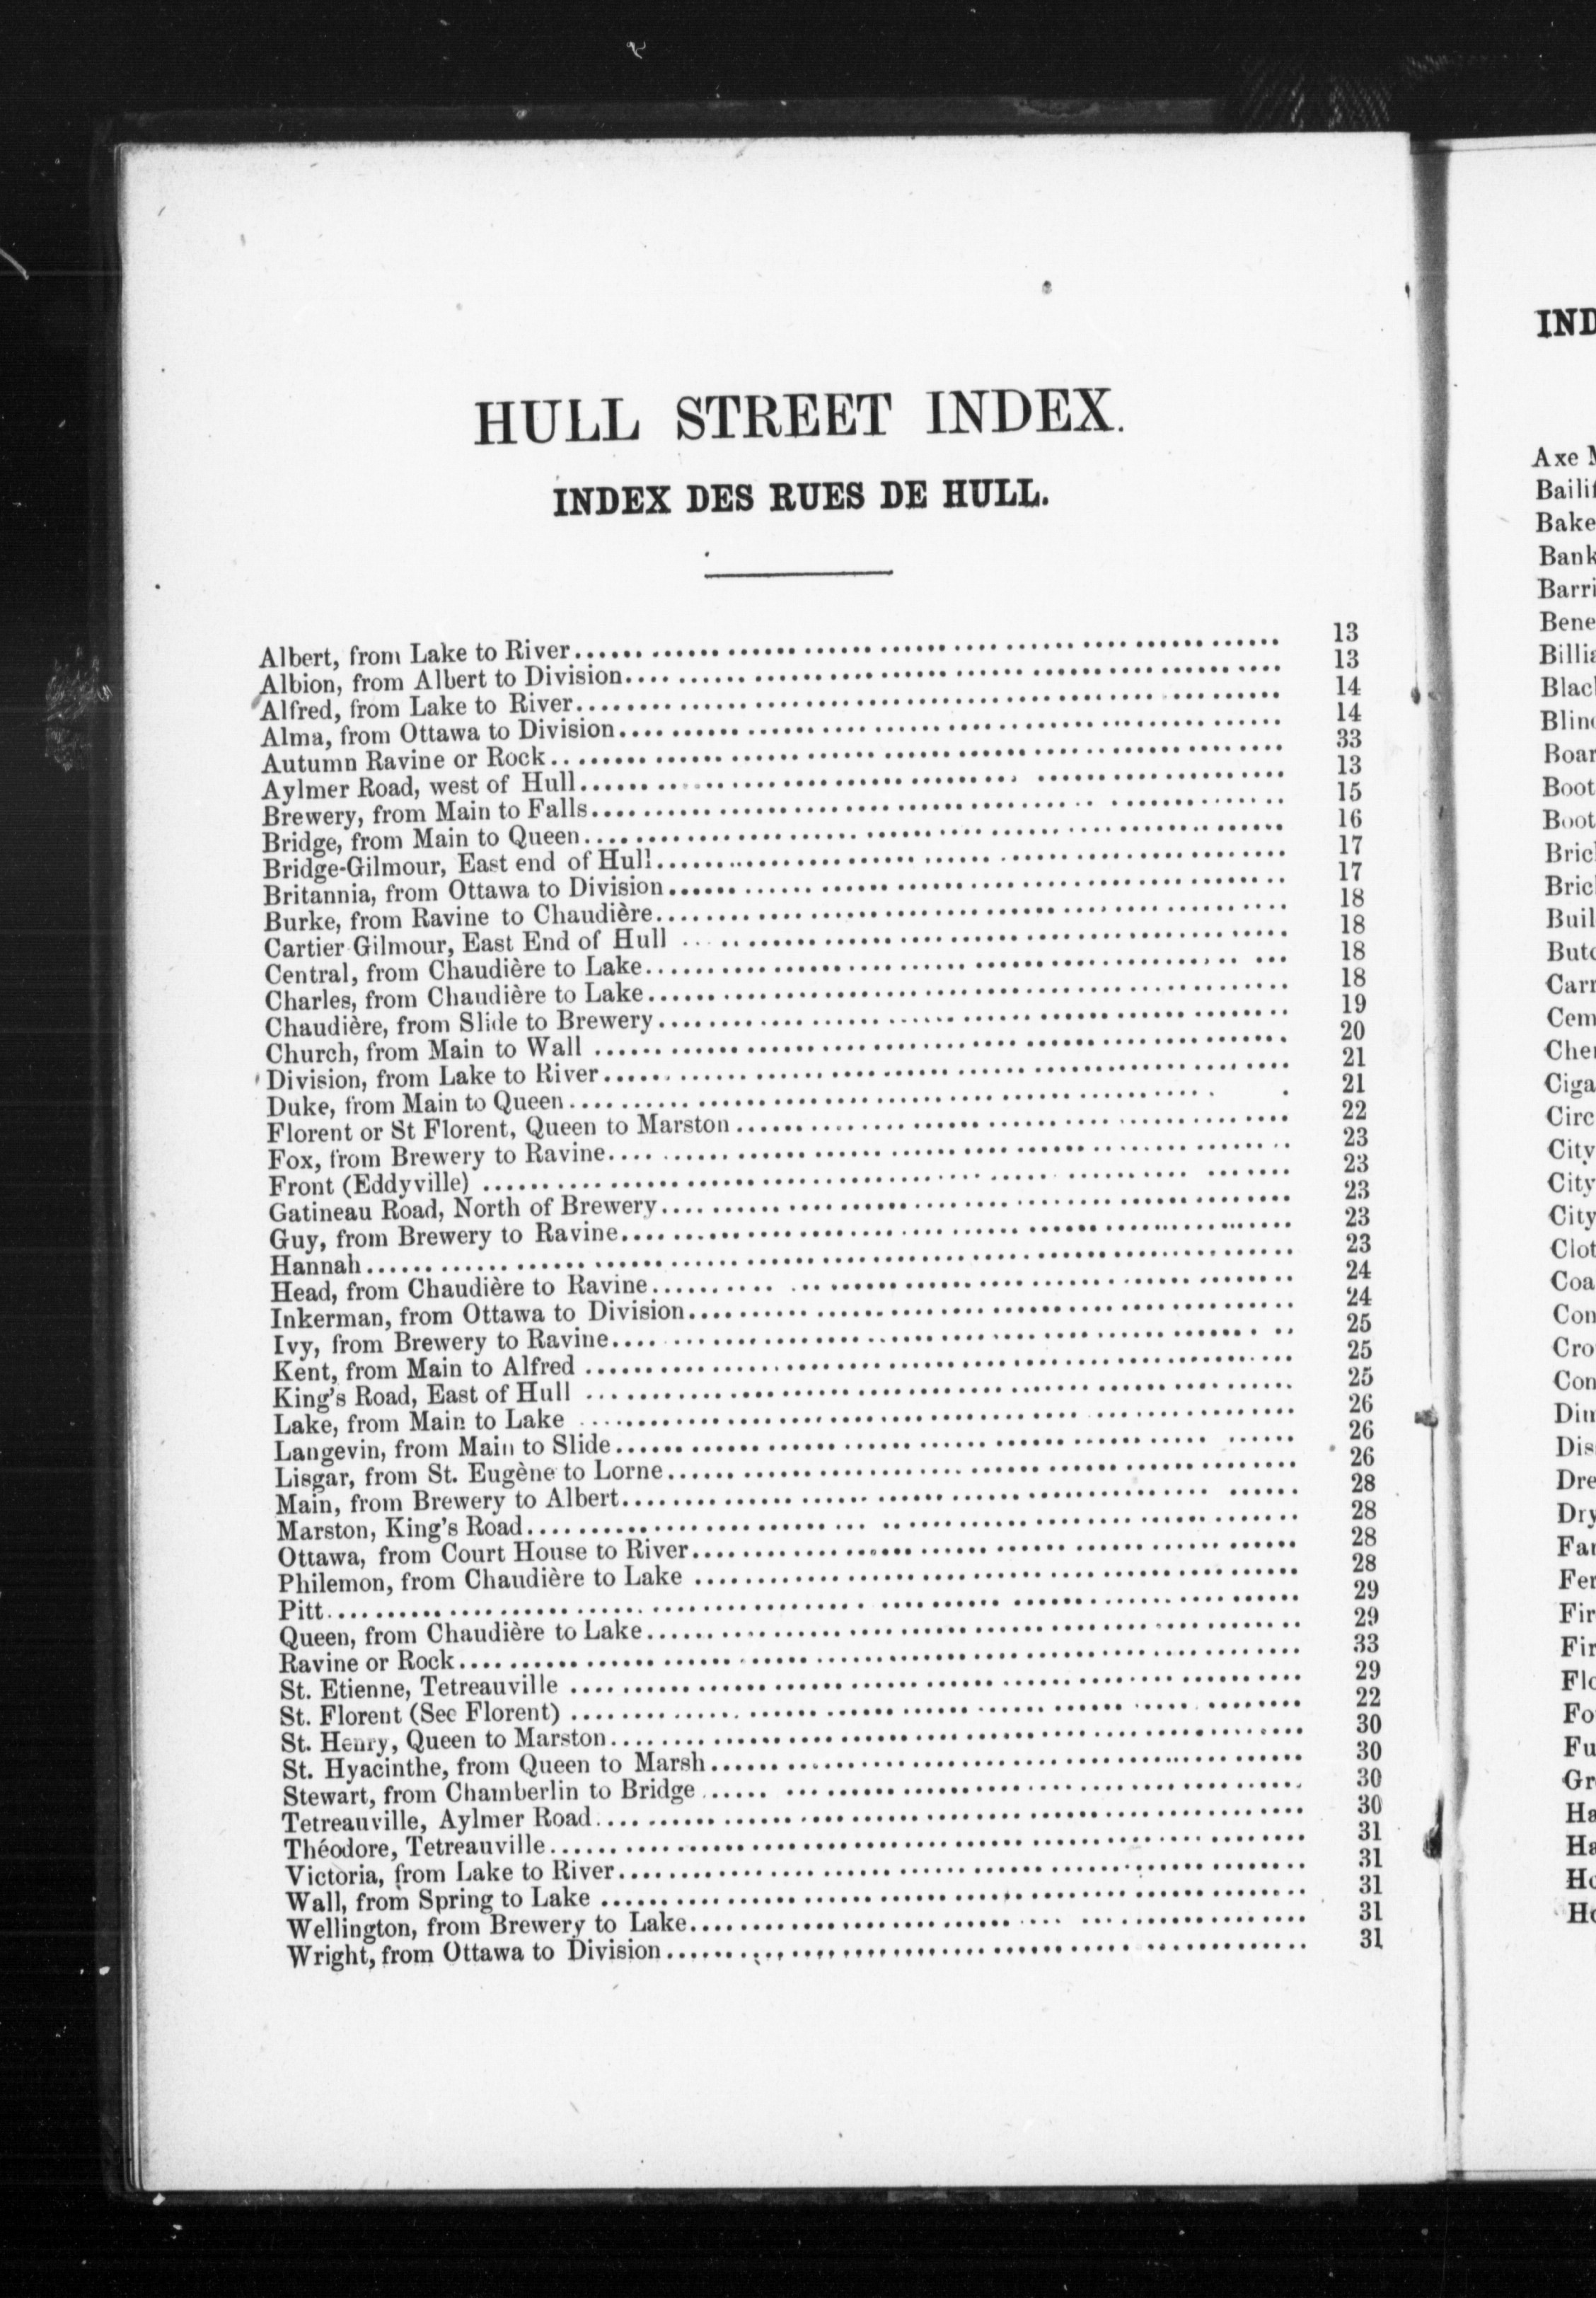 HULL STREET INDEX.
INDEX DES RUES DE HULL.
Albert, from Lake to River 13
Albion, from Albert to Division 13
Alfred, from Lake to River 14
Alma, from Ottawa to Division 14
Autumn Ravine or Rock 33
Aylmer Road, west of Hull 13
Brewery, from Main to Falls 15
Bridge, from Main to Queen 16
Bridge-Gilmour, East end of Hull 17
Britannia, from Ottawa to Division 17
Burke, from Ravine to Chaudière 18
Cartier Gilmour, East End of Hull 18
Central, from Chaudière to Lake 18
Charles, from Chaudière to Lake 18
Chaudière, from Slide to Brewery 19
Church, from Main to Wall 20
Division, from Lake to River 21
Duke, from Main to Queen 21
Florent or St Florent, Queen to Marston 22
Fox, from Brewery to Ravine 23
Front (Eddyville) 23
Gatineau Road, North of Brewery 23
Guy, from Brewery to Ravine 23
Hannah 23
Head, from Chaudière to Ravine 24
Inkerman, from Ottawa to Division 24
Ivy, from Brewery to Ravine 25
Kent, from Main to Alfred 25
King's Road, East of Hull 25
Lake, from Main to Lake 26
Langevin, from Main to Slide 26
Lisgar, from St. Eugène to Lorne 26
Main, from Brewery to Albert 28
Marston, King's Road 28
Ottawa, from Court House to River 28
Philemon, from Chaudière to Lake 28
Pitt 29
Queen, from Chaudière to Lake 29
Ravine or Rock 33
St. Etienne, Tetreauville 29
St. Florent (See Florent) 22
St. Henry, Queen to Marston 30
St. Hyacinthe, from Queen to Marsh 30
Stewart, from Chamberlin to Bridge 30
Tetreauville, Aylmer Road 30
Théodore, Tetreauville 31
Victoria, from Lake to River 31
Wall, from Spring to Lake 31
Wellington, from Brewery to Lake 31
Wright, from Ottawa to Division 31